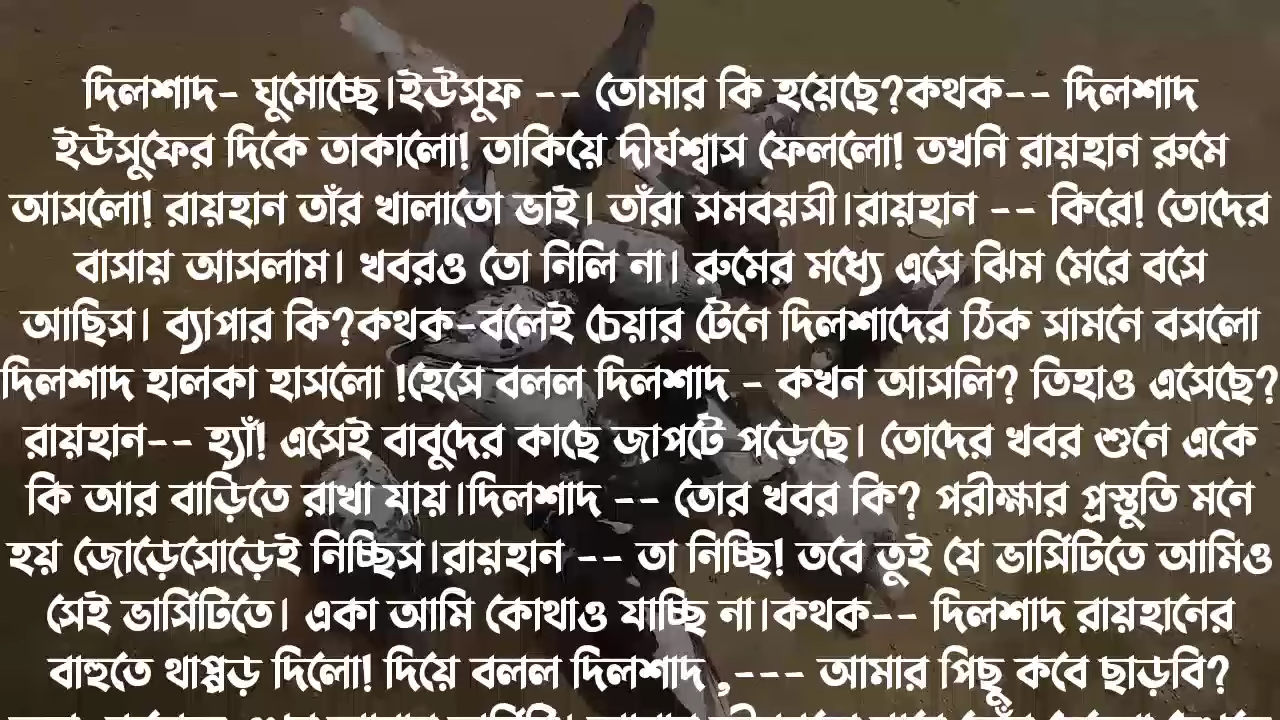 দিলশাদ- ঘুমোচ্ছে।ইউসুফ -- তোমার কি হয়েছে?কথক-- দিলশাদ
ইউসুফের দিকে তাকালো! তাকিয়ে দীর্ঘশ্বাস ফেললো! তখনি রায়হান রুমে
আসলো! রায়হান তাঁর খালাতো ভাই। তাঁরা সমবয়সী।রায়হান -- কিরে! তোদের
বাসায় আসলাম। খবরও তো নিলি না। রুমের মধ্যে এসে ঝিম মেরে বসে
আছিস। ব্যাপার কি?কথক-বলেই চেয়ার টেনে দিলশাদের ঠিক সামনে বসলো
দিলশাদ হালকা হাসলো !হেসে বলল দিলশাদ - কখন আসলি? তিহাও এসেছে?
রায়হান-- হ্যাঁ! এসেই বাবুদের কাছে জাপটে পড়েছে। তোদের খবর শুনে একে
কি আর বাড়িতে রাখা যায়।দিলশাদ -- তোর খবর কি? পরীক্ষার প্রস্তুতি মনে
হয় জোড়েসোড়েই নিচ্ছিস।রায়হান -- তা নিচ্ছি! তবে তুই যে ভার্সিটিতে আমিও
সেই ভার্সিটিতে। একা আমি কোথাও যাচ্ছি না।কথক-- দিলশাদ রায়হানের
বাহুতে থাপ্পড় দিলো! দিয়ে বলল দিলশাদ ,--- আমার পিছু কবে ছাড়বি?